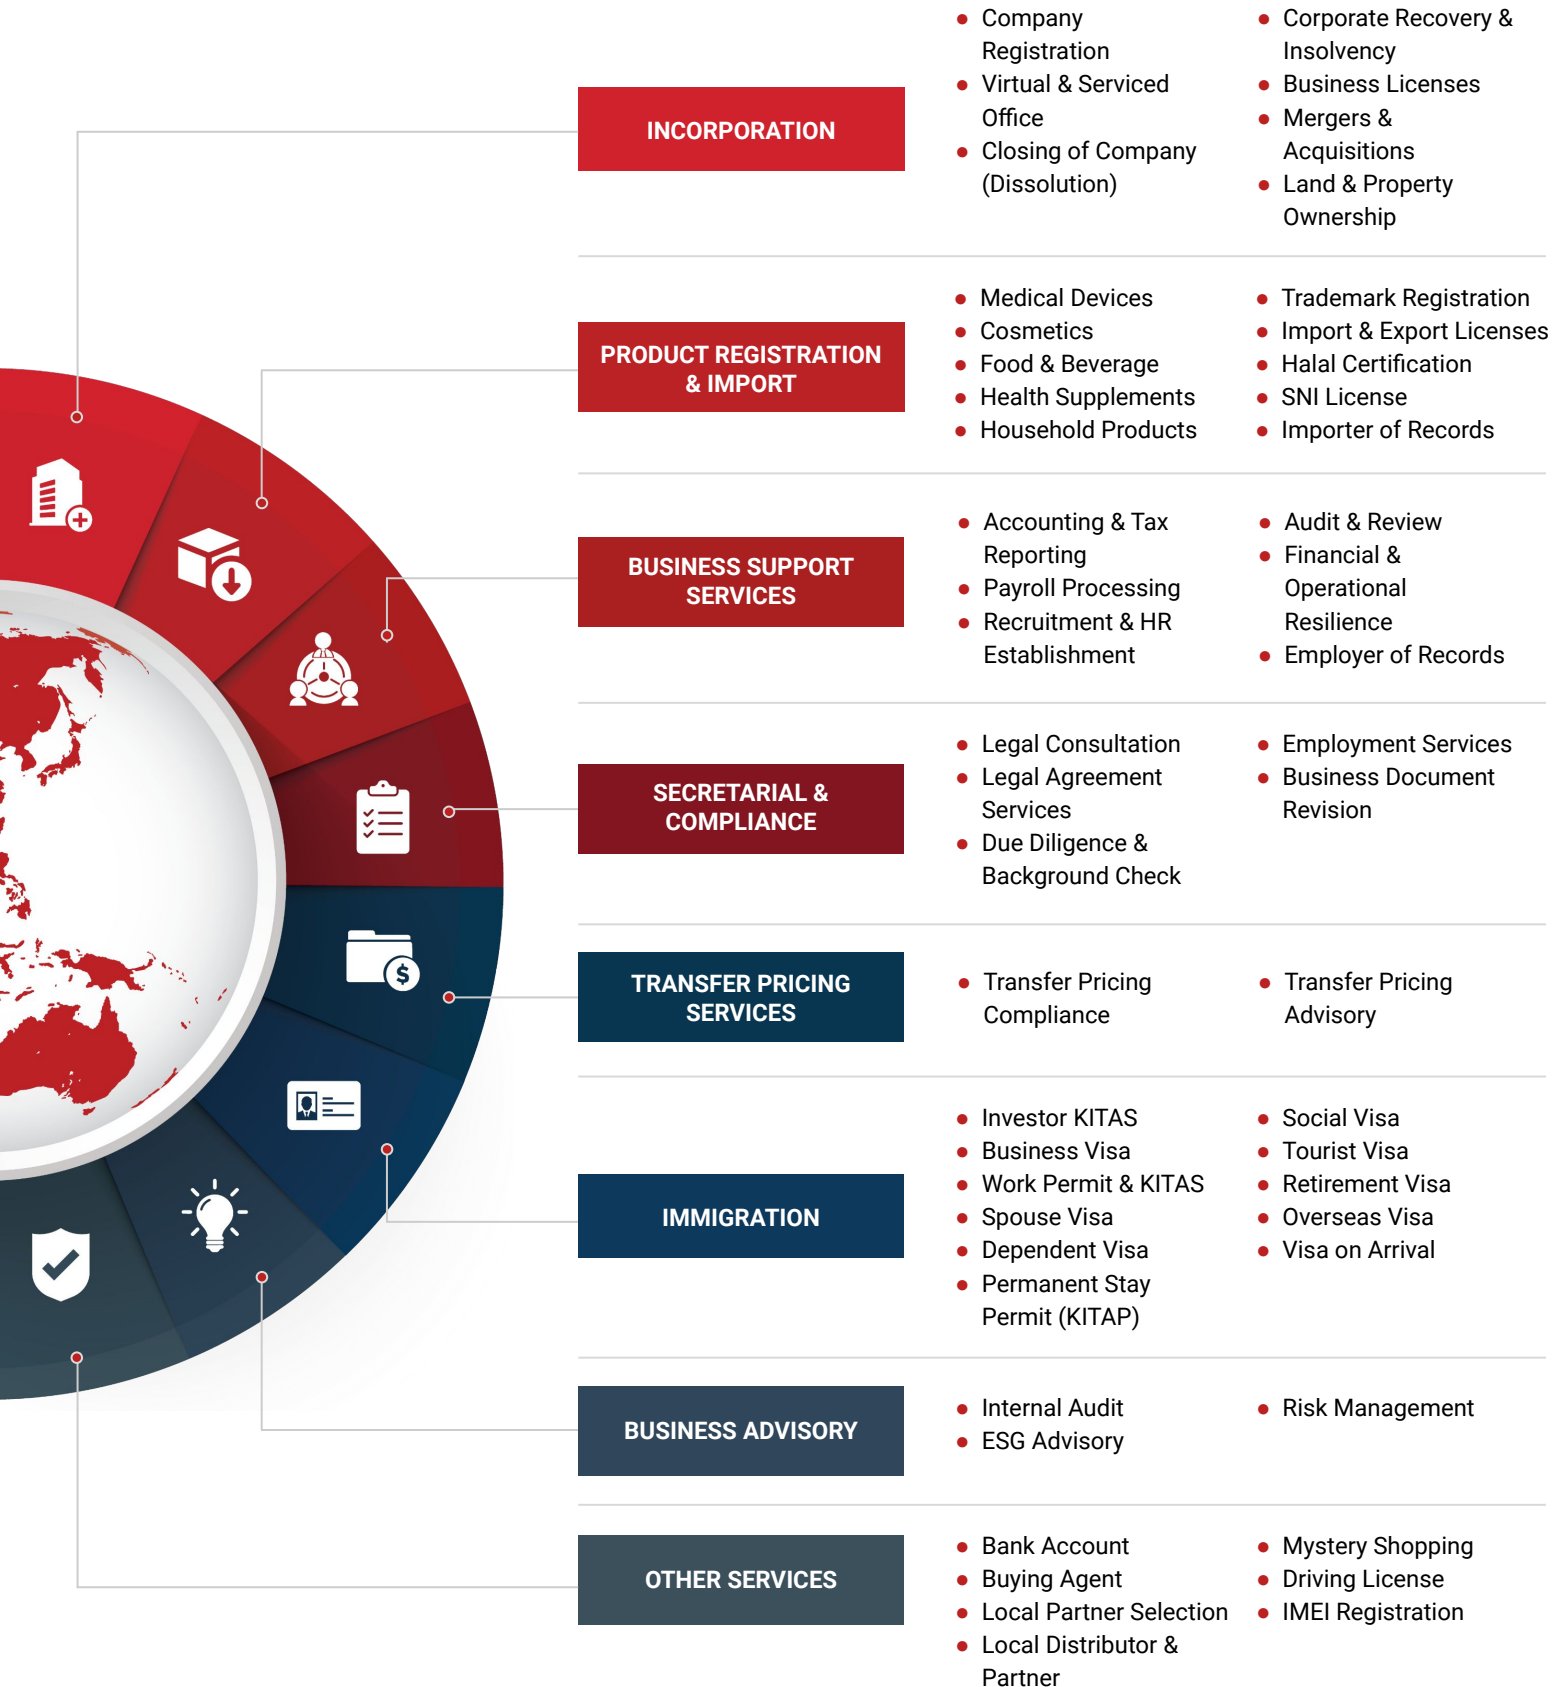 INCORPORATION
Company
Registration
Virtual & Serviced
Office
Closing of Company
(Dissolution)
Corporate Recovery &
Insolvency
Business Licenses
Mergers &
Acquisitions
Land & Property
Ownership
PRODUCT REGISTRATION
& IMPORT
Medical Devices
Cosmetics
Food & Beverage
Health Supplements
Household Products
Trademark Registration
Import & Export Licenses
Halal Certification
SNI License
Importer of Records
BUSINESS SUPPORT
SERVICES
Accounting & Tax
Reporting
Payroll Processing
Recruitment & HR
Establishment
Audit & Review
Financial &
Operational
Resilience
Employer of Records
SECRETARIAL &
COMPLIANCE
Legal Consultation
Legal Agreement
Services
Due Diligence &
Background Check
Employment Services
Business Document
Revision
TRANSFER PRICING
SERVICES
Transfer Pricing
Compliance
Transfer Pricing
Advisory
IMMIGRATION
Investor KITAS
Business Visa
Work Permit & KITAS
Spouse Visa
Dependent Visa
Permanent Stay
Permit (KITAP)
Social Visa
Tourist Visa
Retirement Visa
Overseas Visa
Visa on Arrival
BUSINESS ADVISORY
Internal Audit
ESG Advisory
Risk Management
OTHER SERVICES
Bank Account
Buying Agent
Local Partner Selection
Local Distributor &
Partner
Mystery Shopping
Driving License
IMEI Registration